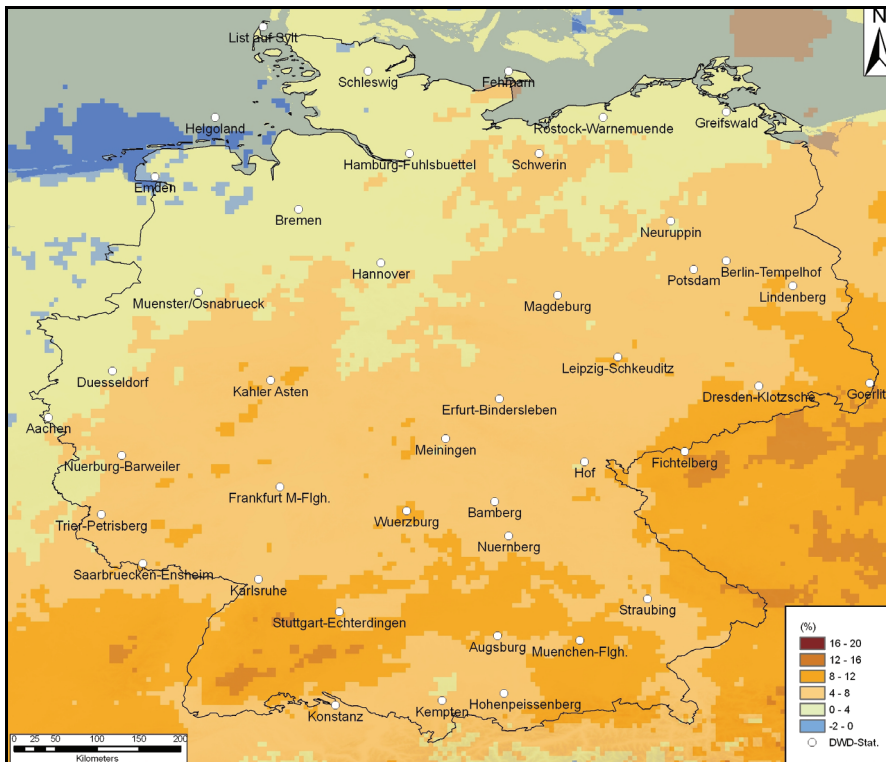 N
List auf Sylt
Schleswig
Fehmarn
Helgoland
Rostock-Warnemuende
Greifswald
Hamburg-Fuhlsbuettel
Schwerin
Emden
Bremen
Neuruppin
Hannover
Potsdam
Berlin-Tempelhof
Muenster/Osnabrueck
Magdeburg
Lindenberg
Duesseldorf
Kahler Asten
Leipzig-Schkeuditz
Erfurt-Bindersleben
Dresden-Klotzsche
Goerlit
Aachen
Meiningen
Nuerburg-Barweiler
Hof
Fichtelberg
Frankfurt M-Flgh.
Trier-Petrisberg
Wuerzburg
Bamberg
Nuernberg
Saarbruecken-Ensheim
Karlsruhe
Stuttgart-Echterdingen
Straubing
Augsburg
Muenchen-Flgh.
Konstanz
Kempten
Hohenpeissenberg
(%)
16 - 20
12 - 16
8 - 12
4 - 8
0 - 4
-2 - 0
DWD-Stat.
0 25 50 100 150 200
Kilometers